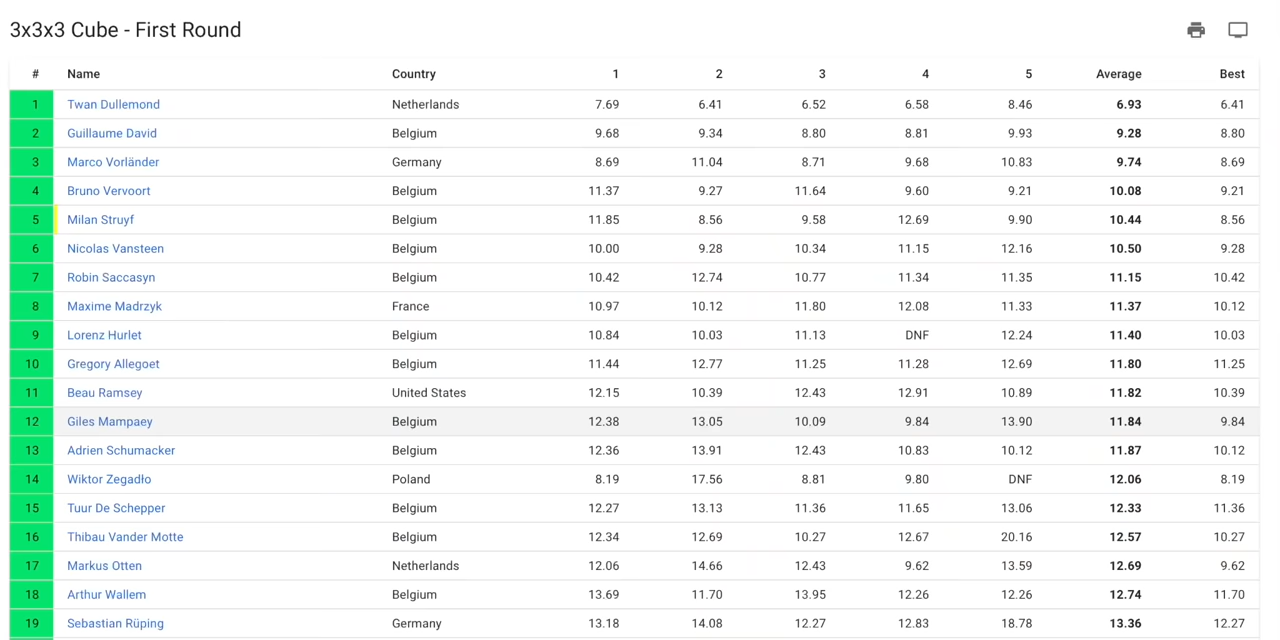 3x3x3 Cube - First Round
# Name Country 1 2 3 4 5 Average Best
1 Twan Dullemond Netherlands 7.69 6.41 6.52 6.58 8.46 6.93 6.41
2 Guillaume David Belgium 9.68 9.34 8.80 8.81 9.93 9.28 8.80
3 Marco Vorländer Germany 8.69 11.04 8.71 9.68 10.83 9.74 8.69
4 Bruno Vervoort Belgium 11.37 9.27 11.64 9.60 9.21 10.08 9.21
5 Milan Struyf Belgium 11.85 8.56 9.58 12.69 9.90 10.44 8.56
6 Nicolas Vansteen Belgium 10.00 9.28 10.34 11.15 12.16 10.50 9.28
7 Robin Saccasyn Belgium 10.42 12.74 10.77 11.34 11.35 11.15 10.42
8 Maxime Madrzyk France 10.97 10.12 11.80 12.08 11.33 11.37 10.12
9 Lorenz Hurlet Belgium 10.84 10.03 11.13 DNF 12.24 11.40 10.03
10 Gregory Allegoet Belgium 11.44 12.77 11.25 11.28 12.69 11.80 11.25
11 Beau Ramsey United States 12.15 10.39 12.43 12.91 10.89 11.82 10.39
12 Giles Mampaey Belgium 12.38 13.05 10.09 9.84 13.90 11.84 9.84
13 Adrien Schumacker Belgium 12.36 13.91 12.43 10.83 10.12 11.87 10.12
14 Wiktor Zegadło Poland 8.19 17.56 8.81 9.80 DNF 12.06 8.19
15 Tuur De Schepper Belgium 12.27 13.13 11.36 11.65 13.06 12.33 11.36
16 Thibau Vander Motte Belgium 12.34 12.69 10.27 12.67 20.16 12.57 10.27
17 Markus Otten Netherlands 12.06 14.66 12.43 9.62 13.59 12.69 9.62
18 Arthur Wallem Belgium 13.69 11.70 13.95 12.26 12.26 12.74 11.70
19 Sebastian Rüping Germany 13.18 14.08 12.27 12.83 18.78 13.36 12.27